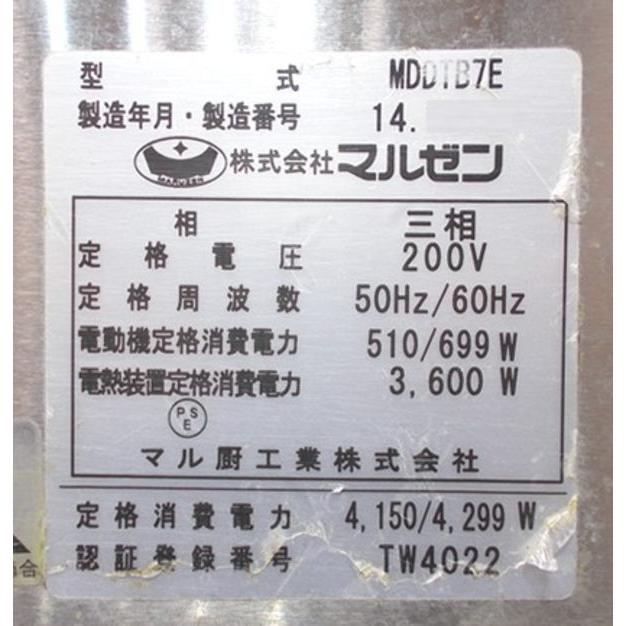 型式 MDDTB7E
製造年月・製造番号 14.
MARUZEN 株式会社マルゼン
相 三相
定格電圧 200V
定格周波数 50Hz/60Hz
電動機定格消費電力 510/699 W
電熱装置定格消費電力 3,600 W
PSE
マル厨工業株式会社
定格消費電力 4,150/4,299 W
認証登録番号 TW4022
合